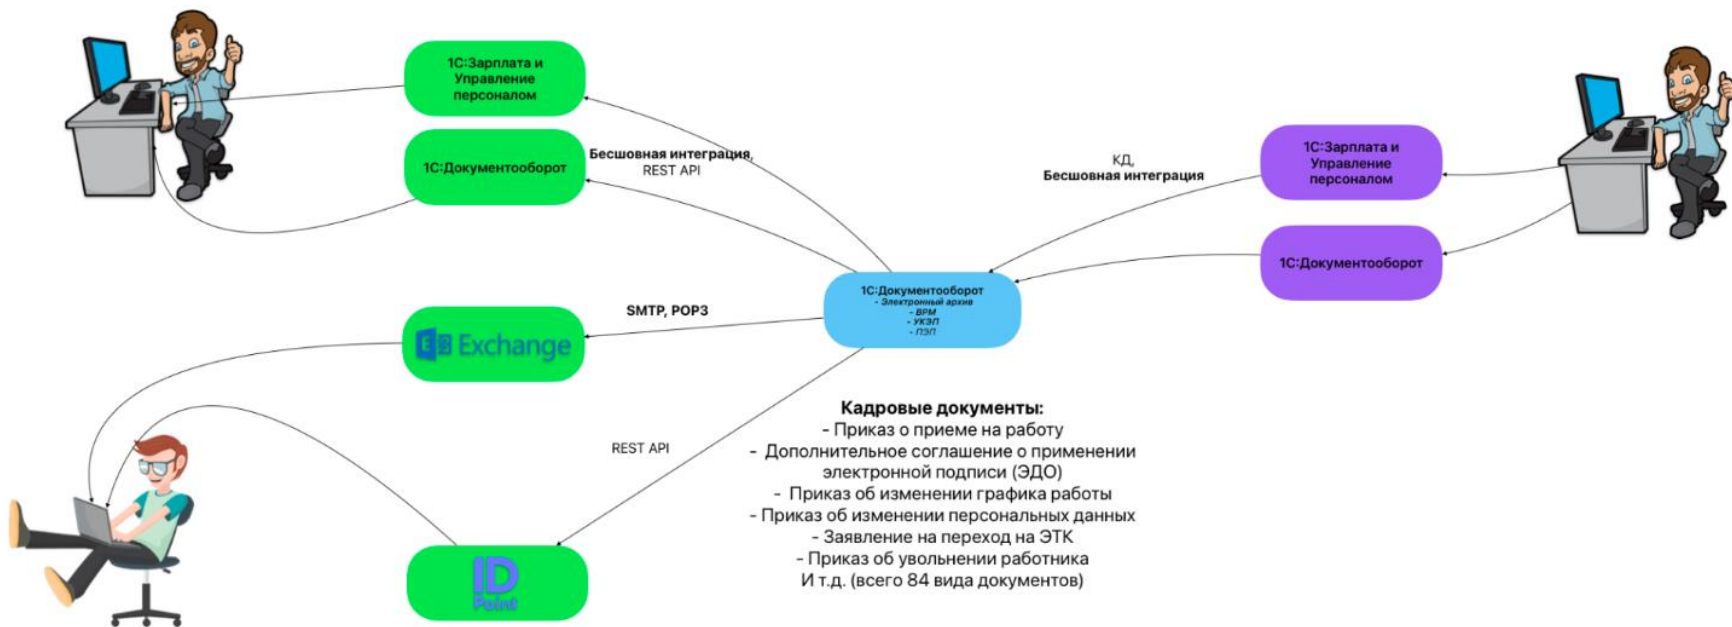 1С:Зарплата и
Управление
персоналом
1С:Документооборот
Бесшовная интеграция,
REST API
КД,
Бесшовная интеграция
1С:Зарплата и
Управление
персоналом
1С:Документооборот
1С:Документооборот
- Электронный архив
- ВРМ
- УКЭП
- ПЭП
SMTP, POP3
Exchange
REST API
ID
Point
Кадровые документы:
- Приказ о приеме на работу
- Дополнительное соглашение о применении
электронной подписи (ЭДО)
- Приказ об изменении графика работы
- Приказ об изменении персональных данных
- Заявление на переход на ЭТК
- Приказ об увольнении работника
И т.д. (всего 84 вида документов)